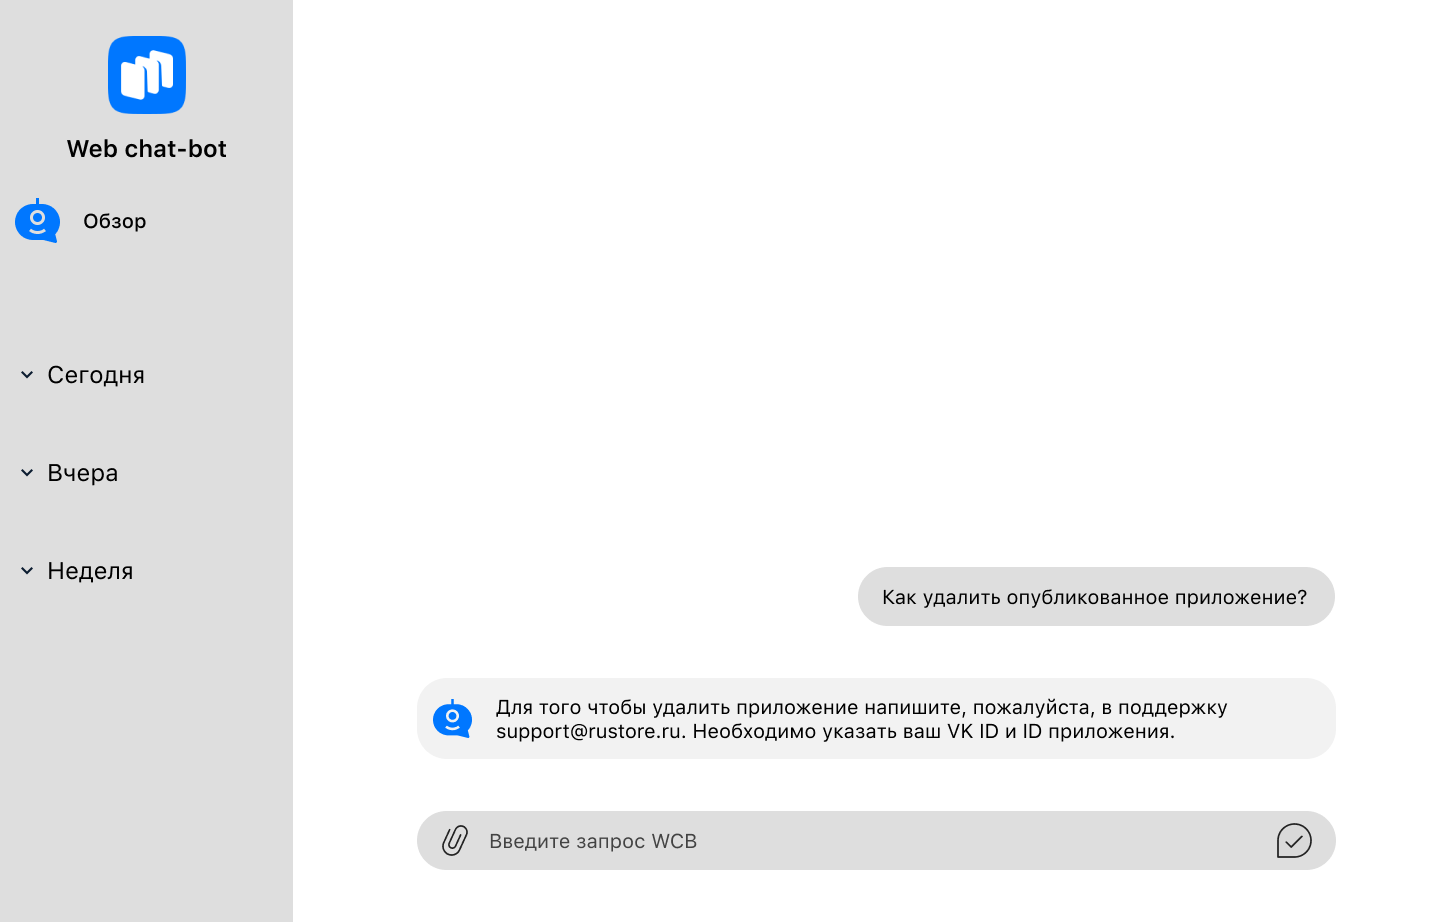 Web chat-bot
Обзор
Сегодня
Вчера
Неделя
Как удалить опубликованное приложение?
Для того чтобы удалить приложение напишите, пожалуйста, в поддержку
support@rustore.ru. Необходимо указать ваш VK ID и ID приложения.
Введите запрос WCB